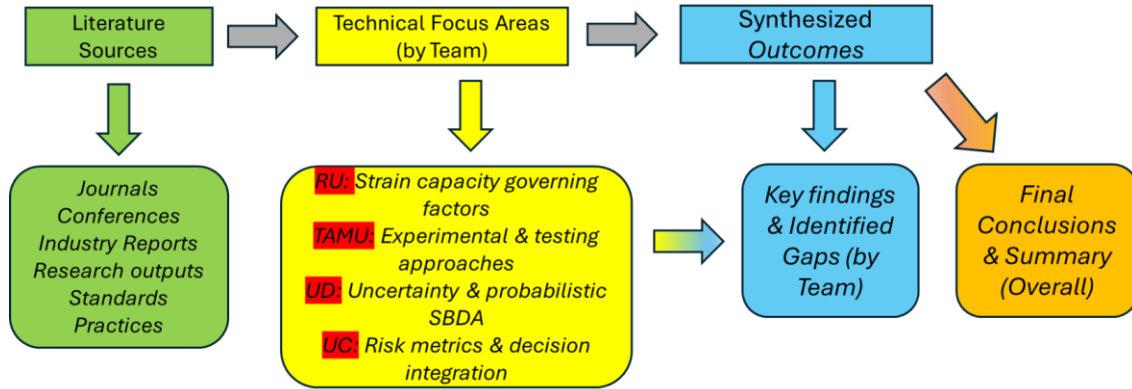 Literature
Sources
Technical Focus Areas
(by Team)
Synthesized
Outcomes
Journals
Conferences
Industry Reports
Research outputs
Standards
Practices
RU: Strain capacity governing
factors
TAMU: Experimental & testing
approaches
UD: Uncertainty & probabilistic
SBDA
UC: Risk metrics & decision
integration
Key findings
& Identified
Gaps (by
Team)
Final
Conclusions
& Summary
(Overall)